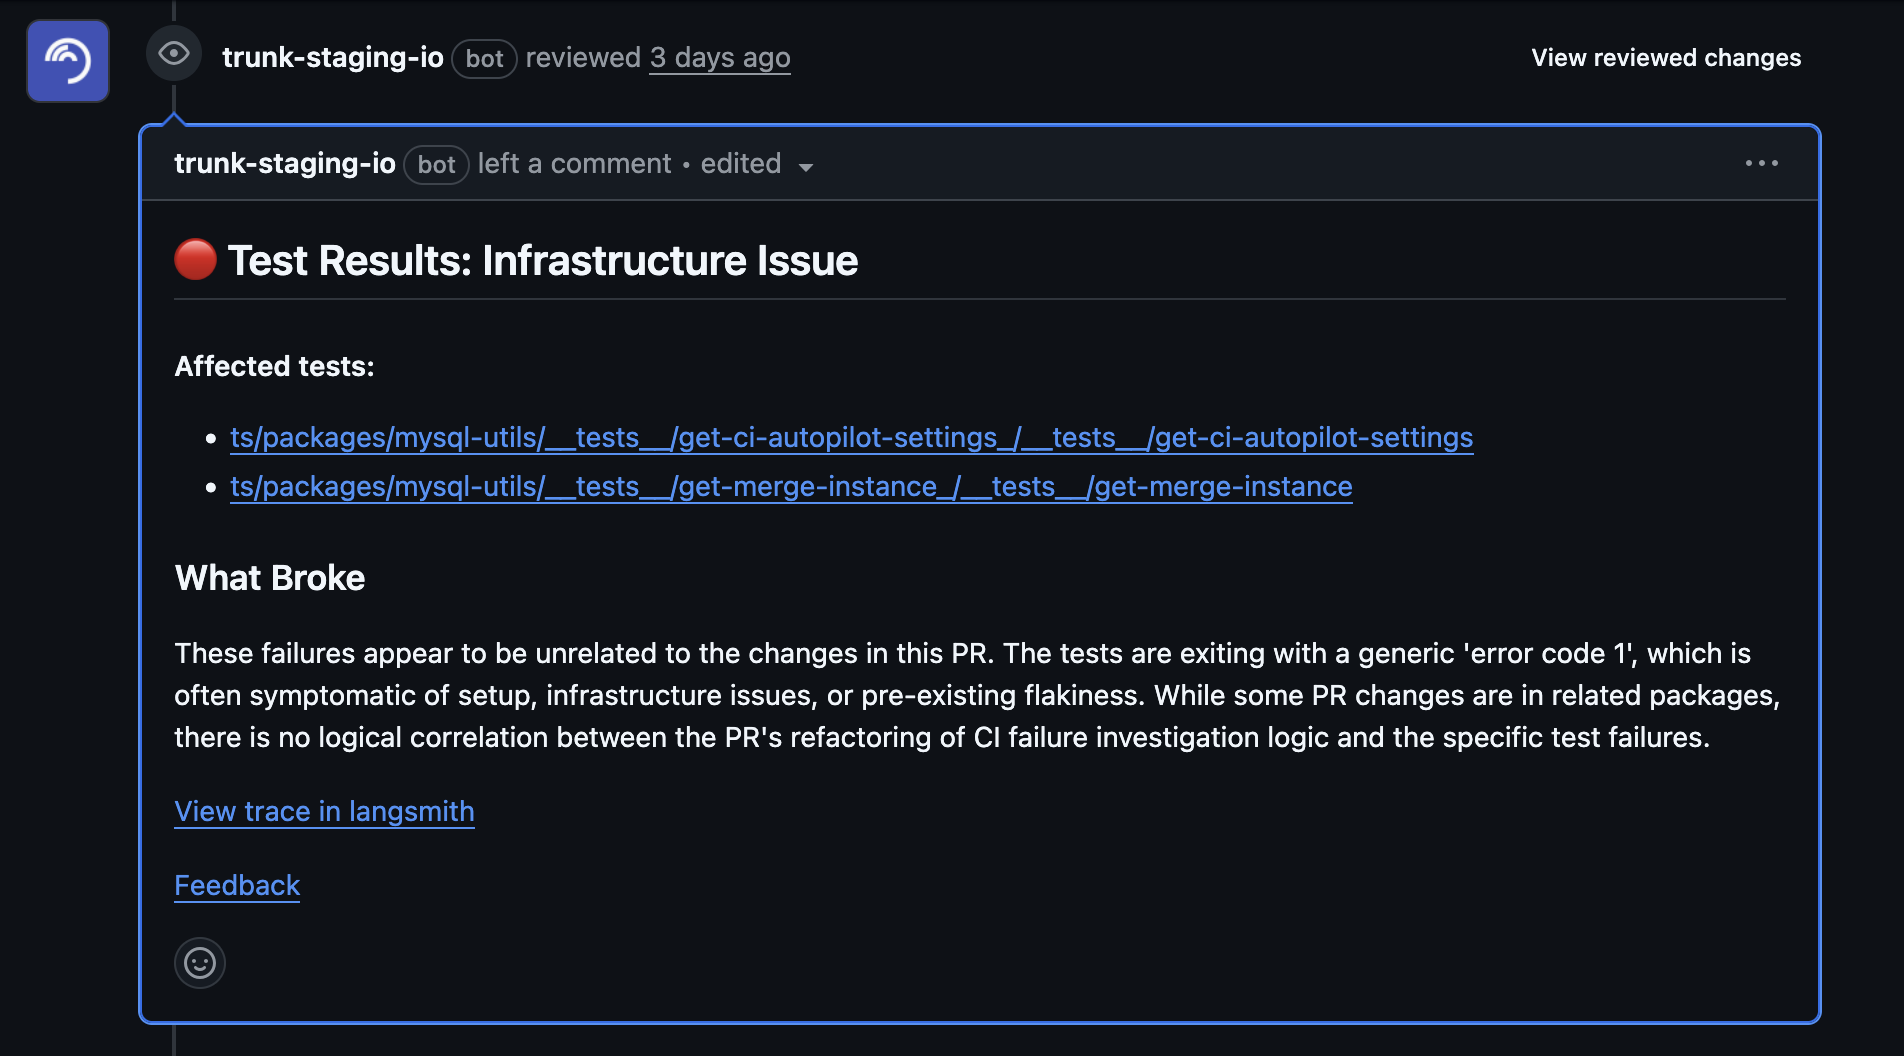 trunk-staging-io bot reviewed 3 days ago
View reviewed changes
trunk-staging-io bot left a comment • edited
Test Results: Infrastructure Issue
Affected tests:
ts/packages/mysql-utils/__tests__/get-ci-autopilot-settings_/__tests__/get-ci-autopilot-settings
ts/packages/mysql-utils/__tests__/get-merge-instance_/__tests__/get-merge-instance
What Broke
These failures appear to be unrelated to the changes in this PR. The tests are exiting with a generic 'error code 1', which is
often symptomatic of setup, infrastructure issues, or pre-existing flakiness. While some PR changes are in related packages,
there is no logical correlation between the PR's refactoring of CI failure investigation logic and the specific test failures.
View trace in langsmith
Feedback